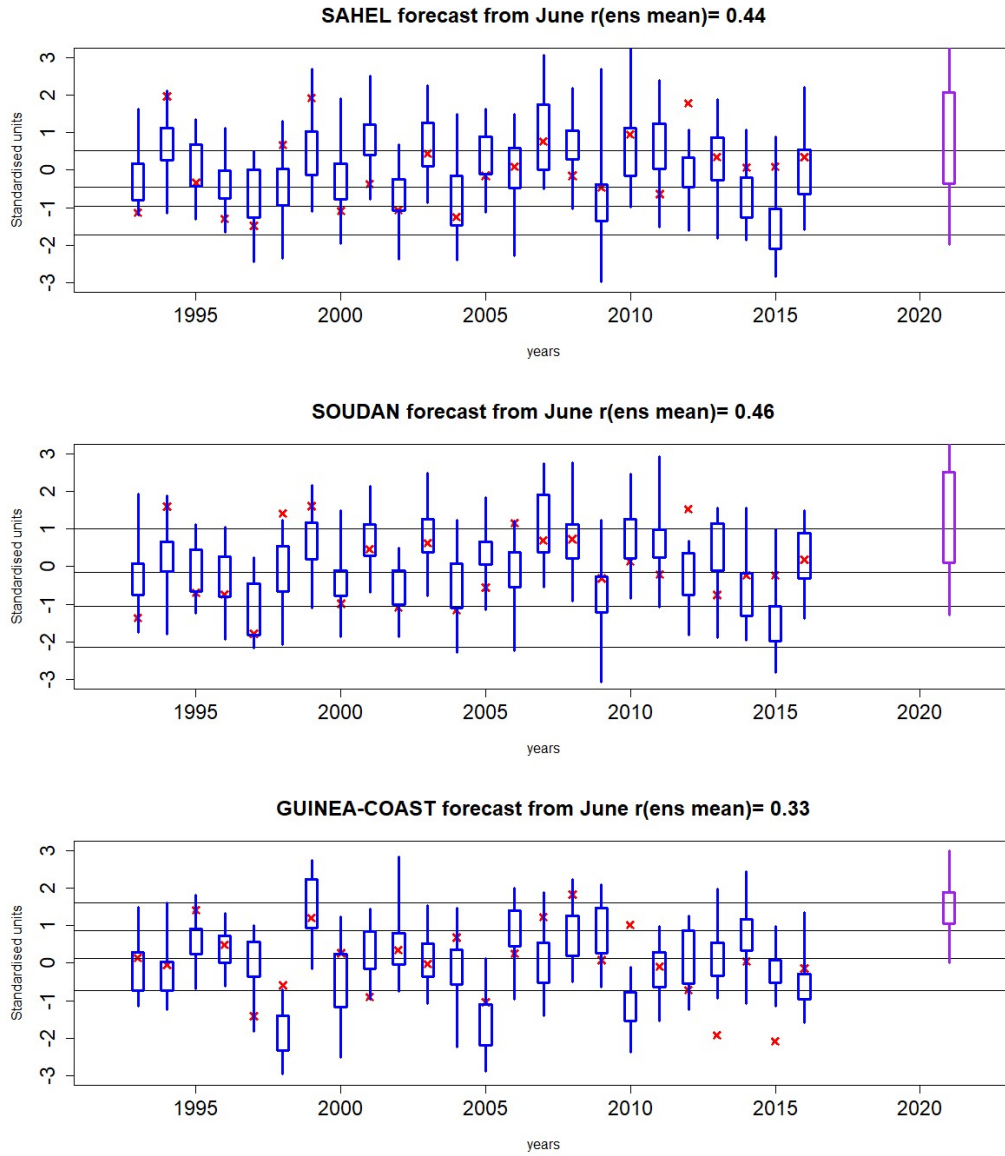 SAHEL forecast from June r(ens mean)= 0.44
Standardised units
3
2
1
0
-1
-2
-3
1995 2000 2005 2010 2015 2020
years
SOUDAN forecast from June r(ens mean)= 0.46
Standardised units
3
2
1
0
-1
-2
-3
1995 2000 2005 2010 2015 2020
years
GUINEA-COAST forecast from June r(ens mean)= 0.33
Standardised units
3
2
1
0
-1
-2
-3
1995 2000 2005 2010 2015 2020
years